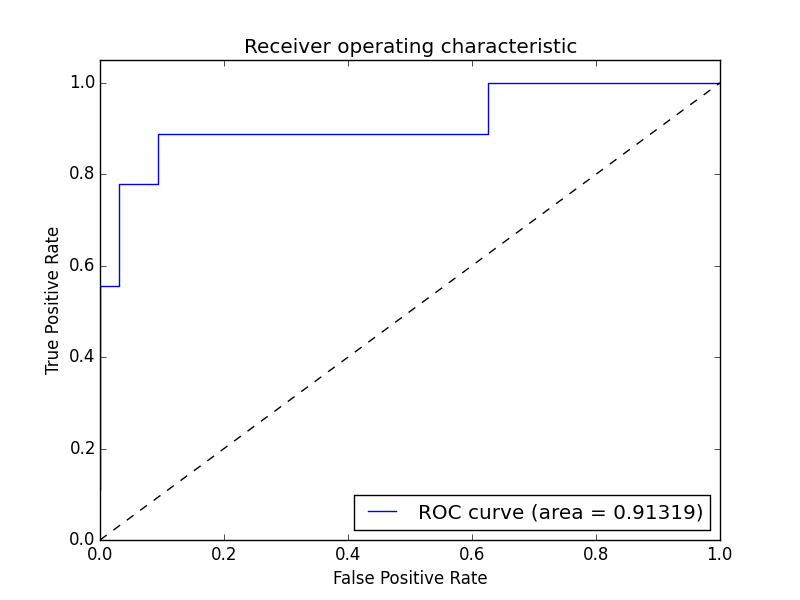 Receiver operating characteristic
1.0
0.8
0.6
0.4
0.2
0.0
True Positive Rate
ROC curve (area = 0.91319)
0.0 0.2 0.4 0.6 0.8 1.0
False Positive Rate